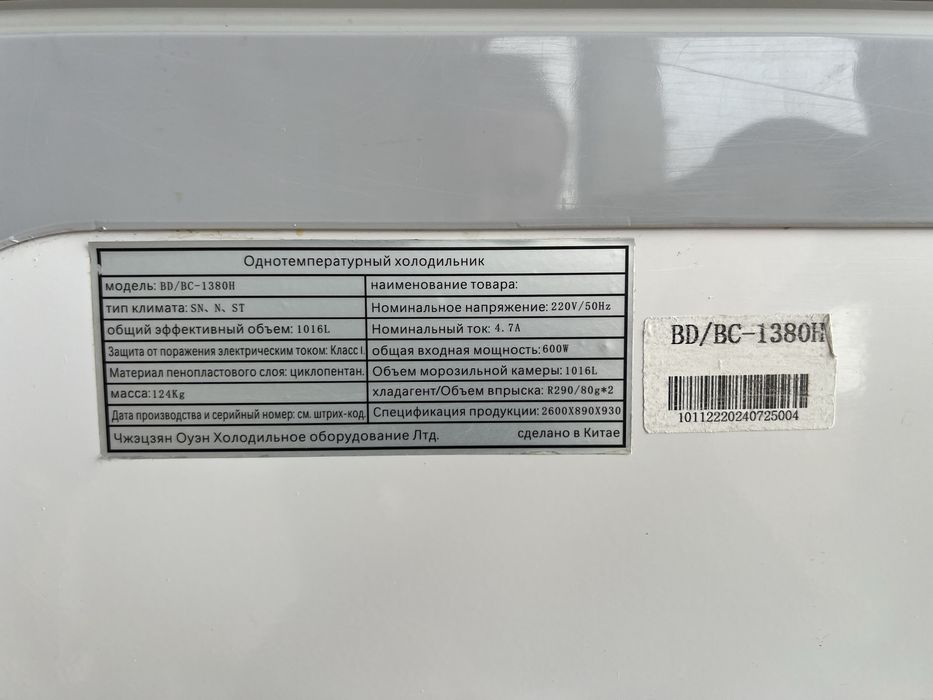 Однотемпературный холодильник
модель: BD/BC-1380H
наименование товара:
тип климата: SN、N、ST
Номинальное напряжение: 220V/50Hz
общий эффективный объем: 1016L
Номинальный ток: 4.7A
Защита от поражения электрическим током: Класс I.
общая входная мощность: 600W
Материал пенопластового слоя: циклопентан.
Объем морозильной камеры: 1016L
масса: 124Kg
хладагент/Объем впрыска: R290/80g*2
Дата производства и серийный номер: см. штрих-код.
Спецификация продукции: 2600X890X930
Чжэцзян Оуэн Холодильное оборудование Лтд.
сделано в Китае
BD/BC-1380H
10112220240725004